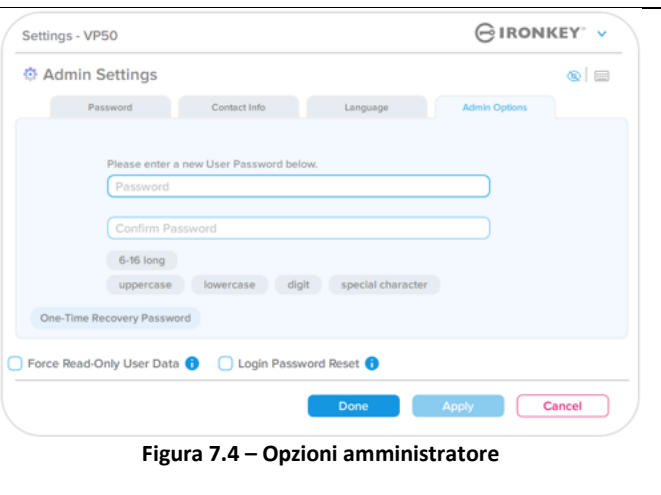 Settings - VP50
IRONKEY
Admin Settings
Password Contact Info Language Admin Options
Please enter a new User Password below.
Password
Confirm Password
6-16 long
uppercase lowercase digit special character
One-Time Recovery Password
Force Read-Only User Data Login Password Reset
Done Apply Cancel
Figura 7.4 – Opzioni amministratore